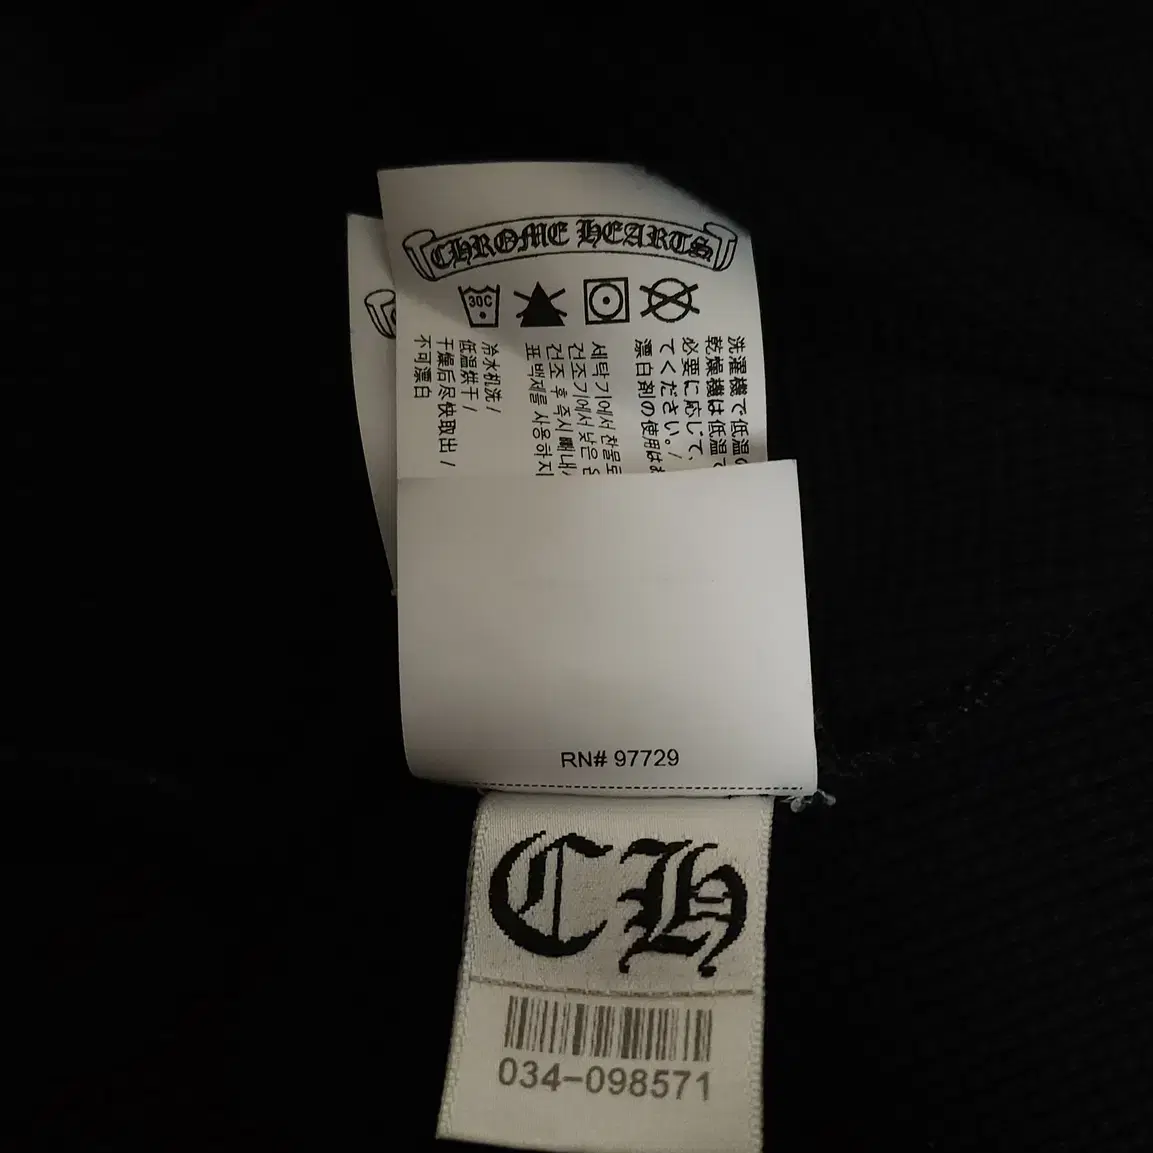 CHROME HEARTS
30C
洗濯機で低温の
乾燥機は低温で
必要に応じて、
てください。/
漂白剤の使用はお
세탁기에서 찬물로
건조기에서 낮은
건조 후 즉시 빼내
표백제를 사용하지
冷水机洗/
低温烘干/
干燥后尽快取出 /
不可漂白
RN# 97729
CH
034-098571